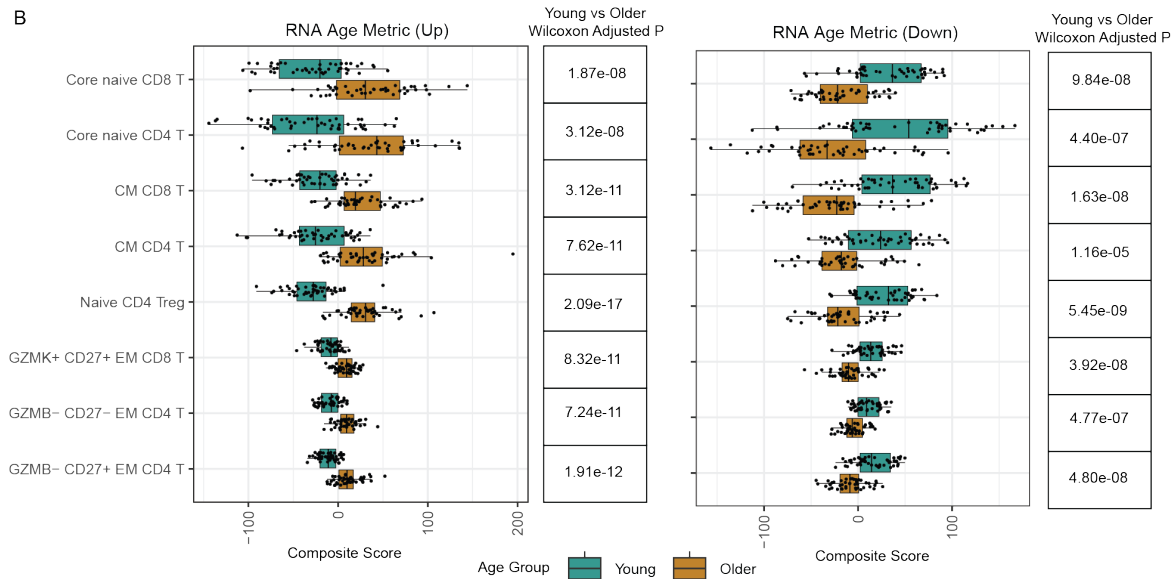 B
RNA Age Metric (Up)
Young vs Older
Wilcoxon Adjusted P
Core naive CD8 T
1.87e-08
Core naive CD4 T
3.12e-08
CM CD8 T
3.12e-11
CM CD4 T
7.62e-11
Naive CD4 Treg
2.09e-17
GZMK+ CD27+ EM CD8 T
8.32e-11
GZMB− CD27− EM CD4 T
7.24e-11
GZMB− CD27+ EM CD4 T
1.91e-12
−100
0
100
200
Composite Score
RNA Age Metric (Down)
Young vs Older
Wilcoxon Adjusted P
9.84e-08
4.40e-07
1.63e-08
1.16e-05
5.45e-09
3.92e-08
4.77e-07
4.80e-08
−100
0
100
Composite Score
Age Group Young Older